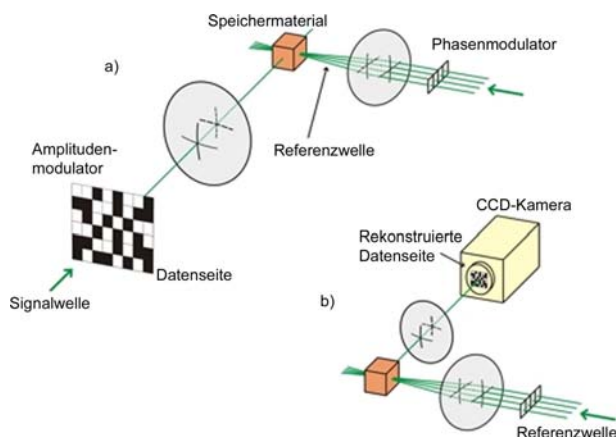 Speichermaterial
Phasenmodulator
a)
Referenzwelle
Amplituden-
modulator
Datenseite
Signalwelle
CCD-Kamera
Rekonstruierte
Datenseite
b)
Referenzwelle